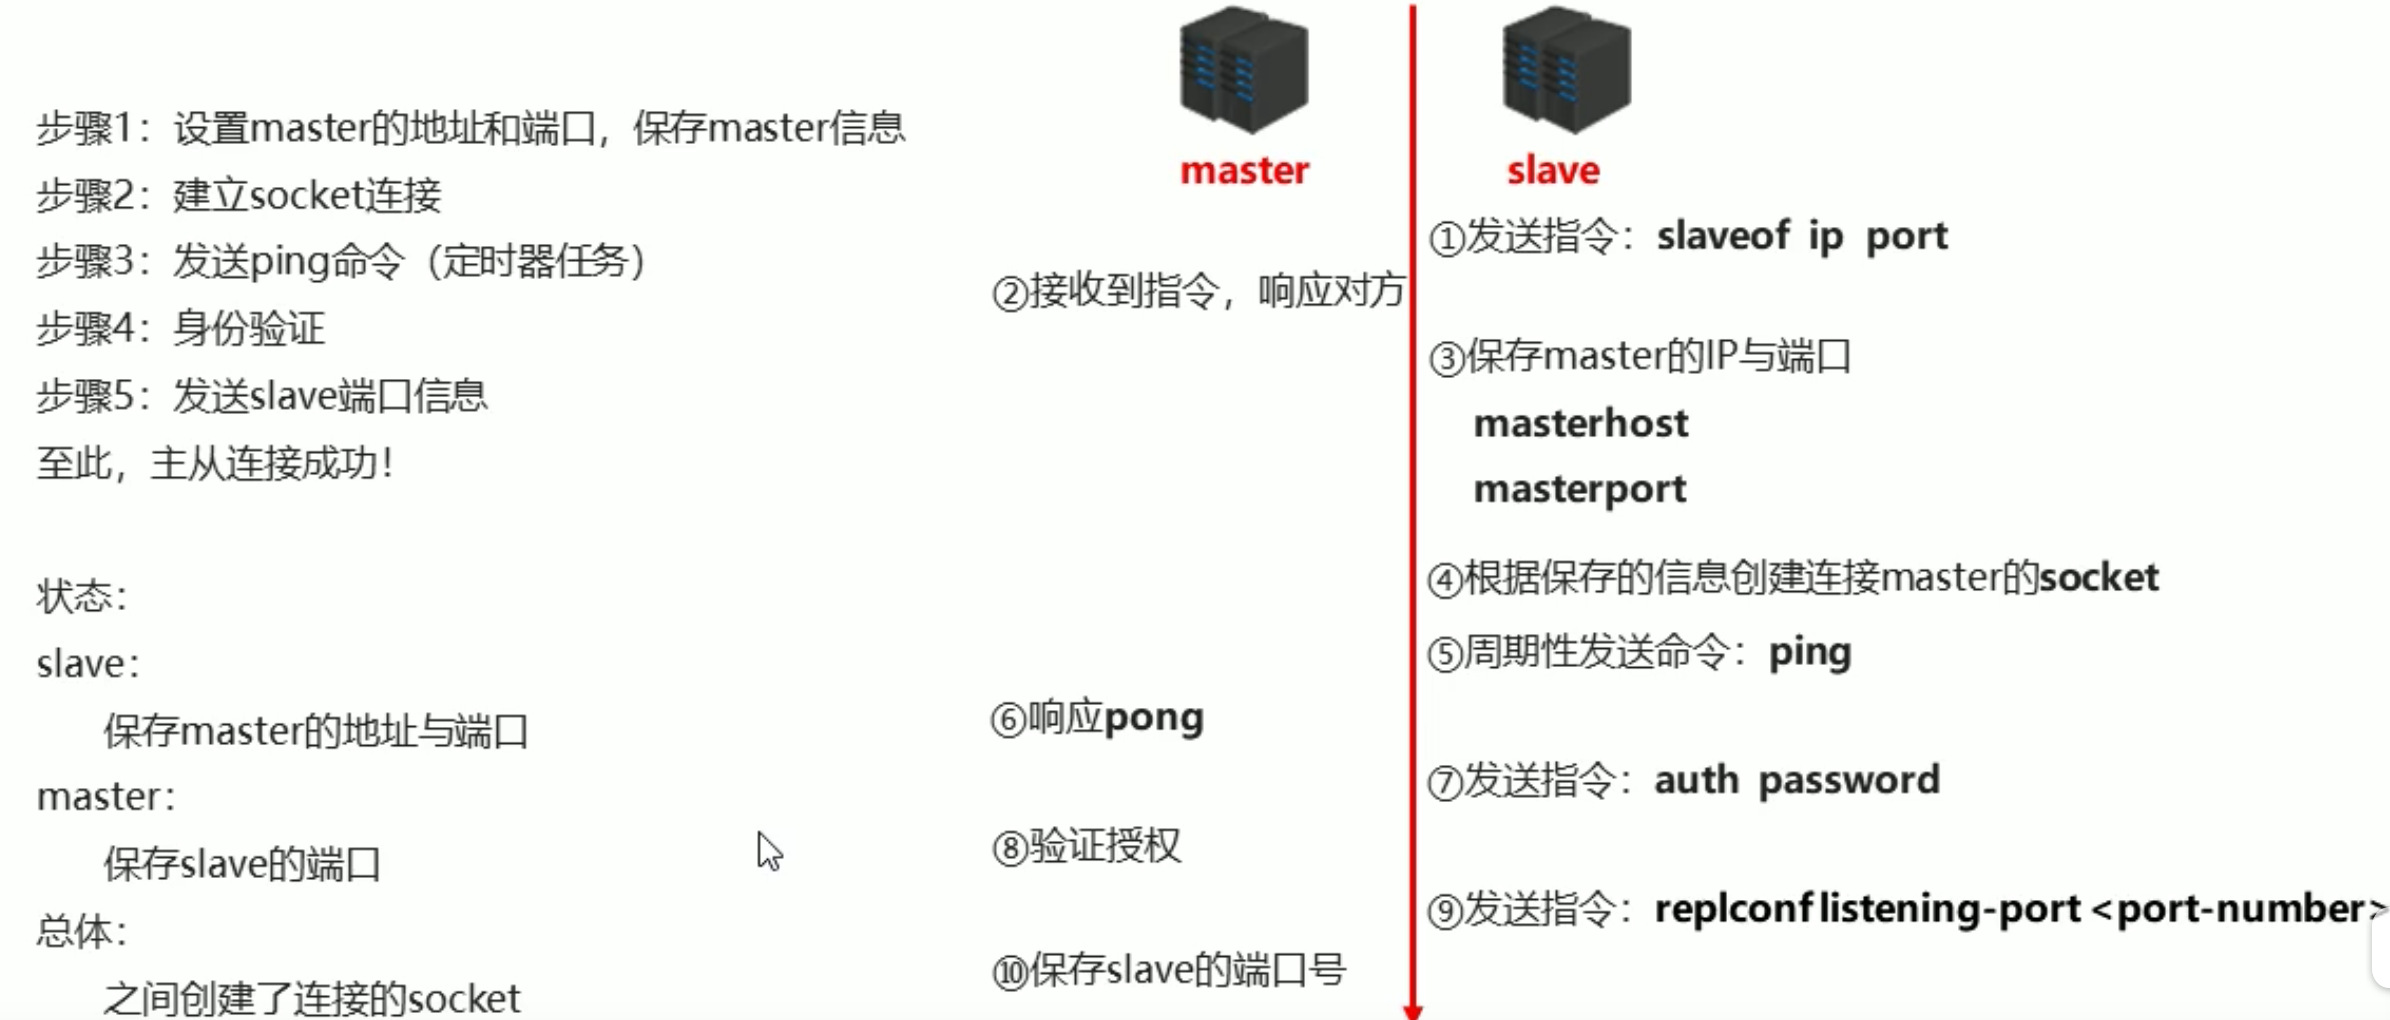 步骤1：设置master的地址和端口，保存master信息
步骤2：建立socket连接
步骤3：发送ping命令（定时器任务）
步骤4：身份验证
步骤5：发送slave端口信息
至此，主从连接成功！
状态：
slave：
保存master的地址与端口
master：
保存slave的端口
总体：
之间创建了连接的socket
master
slave
①发送指令：slaveof ip port
②接收到指令，响应对方
③保存master的IP与端口
masterhost
masterport
④根据保存的信息创建连接master的socket
⑤周期性发送命令：ping
⑥响应pong
⑦发送指令：auth password
⑧验证授权
⑨发送指令：replconf listening-port <port-number>
⑩保存slave的端口号